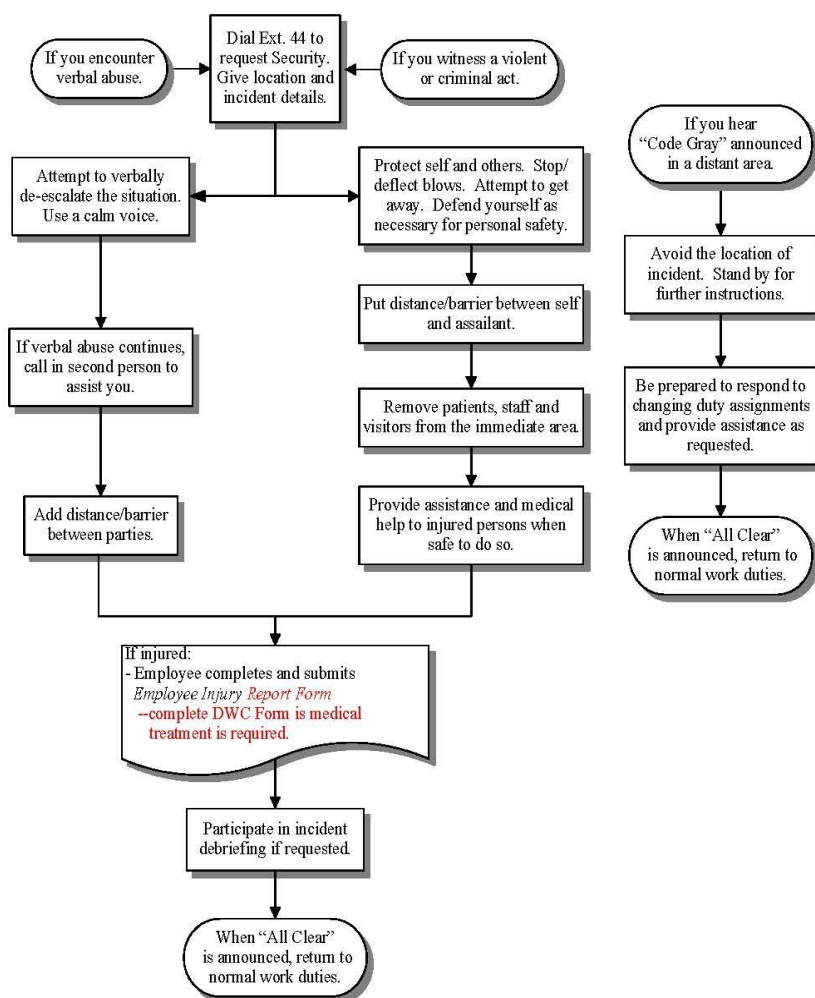 If you encounter
verbal abuse.
Dial Ext. 44 to
request Security.
Give location and
incident details.
If you witness a violent
or criminal act.
Attempt to verbally
de-escalate the situation.
Use a calm voice.
If verbal abuse continues,
call in second person to
assist you.
Add distance/barrier
between parties.
Protect self and others.  Stop/
deflect blows.  Attempt to get
away.  Defend yourself as
necessary for personal safety.
Put distance/barrier between self
and assailant.
Remove patients, staff and
visitors from the immediate area.
Provide assistance and medical
help to injured persons when
safe to do so.
If injured:
- Employee completes and submits
Employee Injury Report Form
--complete DWC Form is medical
treatment is required.
Participate in incident
debriefing if requested.
When “All Clear”
is announced, return to
normal work duties.
If you hear
“Code Gray” announced
in a distant area.
Avoid the location of
incident.  Stand by for
further instructions.
Be prepared to respond to
changing duty assignments
and provide assistance as
requested.
When “All Clear”
is announced, return to
normal work duties.